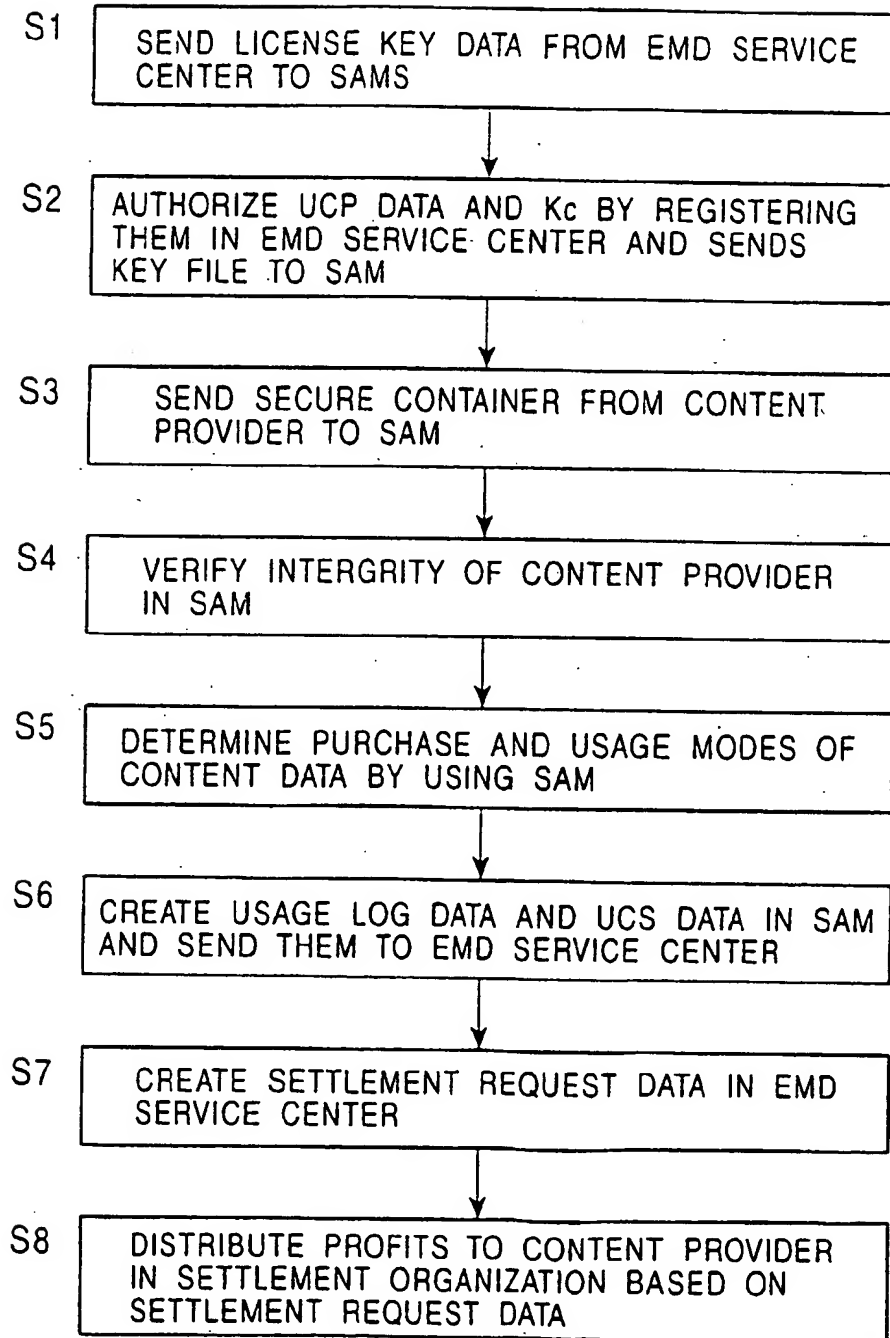 S1
SEND LICENSE KEY DATA FROM EMD SERVICE
CENTER TO SAMS
S2
AUTHORIZE UCP DATA AND Kc BY REGISTERING
THEM IN EMD SERVICE CENTER AND SENDS
KEY FILE TO SAM
S3
SEND SECURE CONTAINER FROM CONTENT
PROVIDER TO SAM
S4
VERIFY INTERGRITY OF CONTENT PROVIDER
IN SAM
S5
DETERMINE PURCHASE AND USAGE MODES OF
CONTENT DATA BY USING SAM
S6
CREATE USAGE LOG DATA AND UCS DATA IN SAM
AND SEND THEM TO EMD SERVICE CENTER
S7
CREATE SETTLEMENT REQUEST DATA IN EMD
SERVICE CENTER
S8
DISTRIBUTE PROFITS TO CONTENT PROVIDER
IN SETTLEMENT ORGANIZATION BASED ON
SETTLEMENT REQUEST DATA